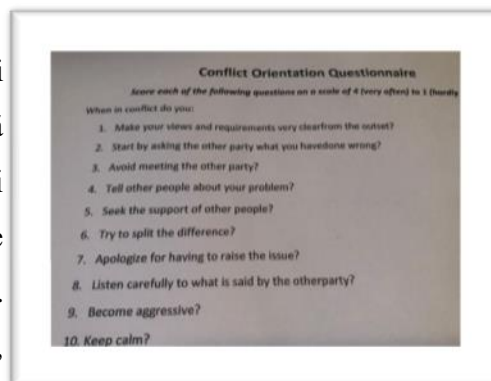 Conflict Orientation Questionnaire
Score each of the following questions on a scale of 4 (very often) to 1 (hardly
When in conflict do you:
1. Make your views and requirements very clearfrom the outset?
2. Start by asking the other party what you havedone wrong?
3. Avoid meeting the other party?
4. Tell other people about your problem?
5. Seek the support of other people?
6. Try to split the difference?
7. Apologize for having to raise the issue?
8. Listen carefully to what is said by the otherparty?
9. Become aggressive?
10. Keep calm?